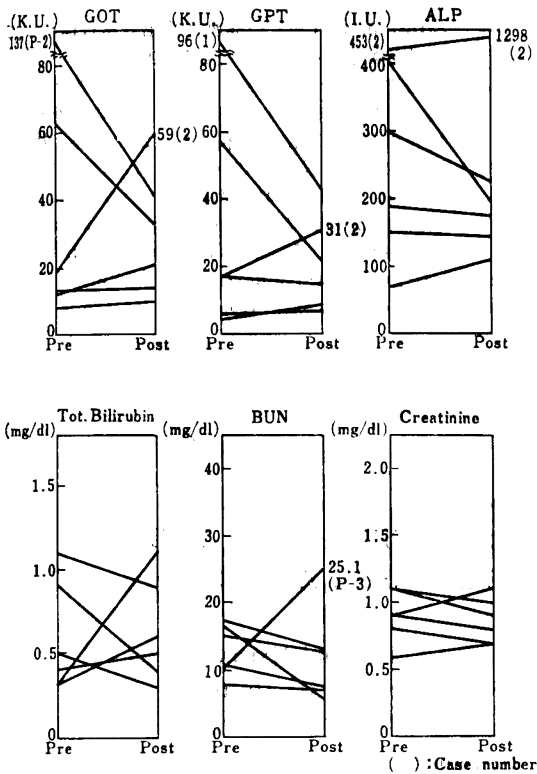 (K.U.) GOT
137(P-2)
80
60
40
20
0
59(2)
Pre Post
(K.U.) GPT
96(1)
80
60
40
20
0
31(2)
Pre Post
(I.U.) ALP
453(2)
400
300
200
150
100
0
1298
(2)
Pre Post
Tot. Bilirubin
(mg/dl)
1.5
1.0
0.5
0
Pre Post
BUN
(mg/dl)
40
30
20
10
0
25.1
(P-3)
Pre Post
Creatinine
(mg/dl)
2.0
1.5
1.0
0.5
0
Pre Post
( ):Case number